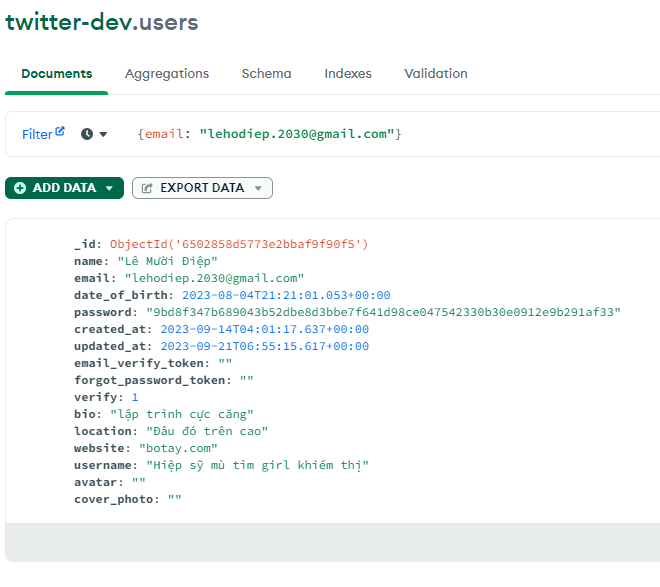 twitter-dev.users
Documents Aggregations Schema Indexes Validation
Filter {email: "lehodiep.2030@gmail.com"}
ADD DATA EXPORT DATA
_id: ObjectId('6502858d5773e2bbaf9f90f5')
name: "Lê Mười Điệp"
email: "lehodiep.2030@gmail.com"
date_of_birth: 2023-08-04T21:21:01.053+00:00
password: "9bd8f347b689043b52dbe8d3bbe7f641d98ce047542330b30e0912e9b291af33"
created_at: 2023-09-14T04:01:17.637+00:00
updated_at: 2023-09-21T06:55:15.617+00:00
email_verify_token: ""
forgot_password_token: ""
verify: 1
bio: "lập trình cực căng"
location: "Đâu đó trên cao"
website: "botay.com"
username: "Hiệp sỹ mù tìm girl khiếm thị"
avatar: ""
cover_photo: ""